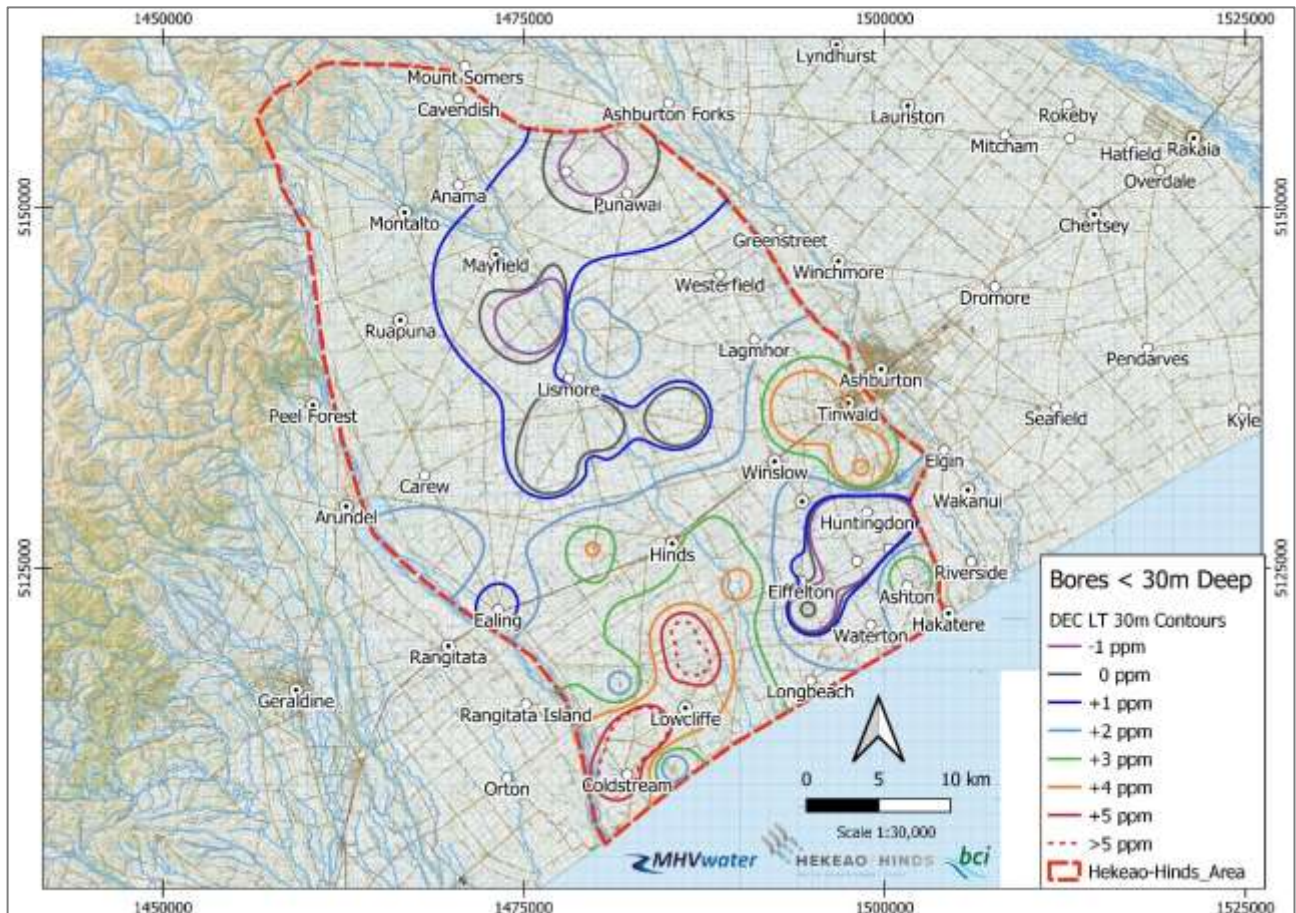 1450000 1475000 1500000 1525000
Lyndhurst
Mount Somers
Cavendish
Ashburton Forks
Lauriston
Rokeby
Mitcham
Hatfield
Rakaia
Overdale
Anama
Punawai
Montalto
5150000
5150000
Chertsey
Greenstreet
Mayfield
Winchmore
Westerfield
Dromore
Ruapuna
Lagmhor
Pendarves
Lismore
Ashburton
Peel Forest
Tinwald
Seafield
Kyle
Winslow
Elgin
Carew
Wakanui
Arundel
Huntingdon
Hinds
5125000
5125000
Riverside
Eiffelton
Ashton
Ealing
Hakatere
Waterton
Rangitata
Longbeach
Geraldine
Rangitata Island
Lowcliffe
Coldstream
Orton
Bores < 30m Deep
DEC LT 30m Contours
-1 ppm
0 ppm
+1 ppm
+2 ppm
+3 ppm
+4 ppm
+5 ppm
>5 ppm
Hekeao-Hinds_Area
0 5 10 km
Scale 1:30,000
MHVwater
HEKEAO HINDS
bci
1450000 1475000 1500000 1525000